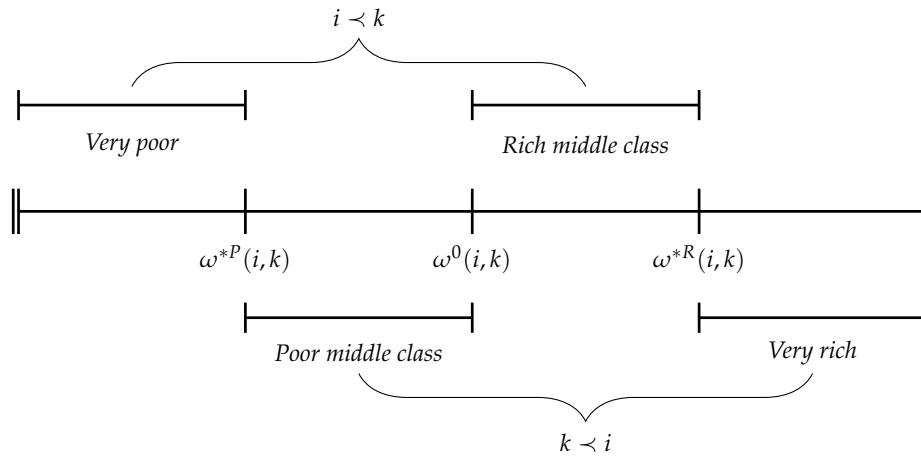 i ≺ k
Very poor
Rich middle class
ω*P(i, k)
ω0(i, k)
ω*R(i, k)
Poor middle class
Very rich
k ≺ i